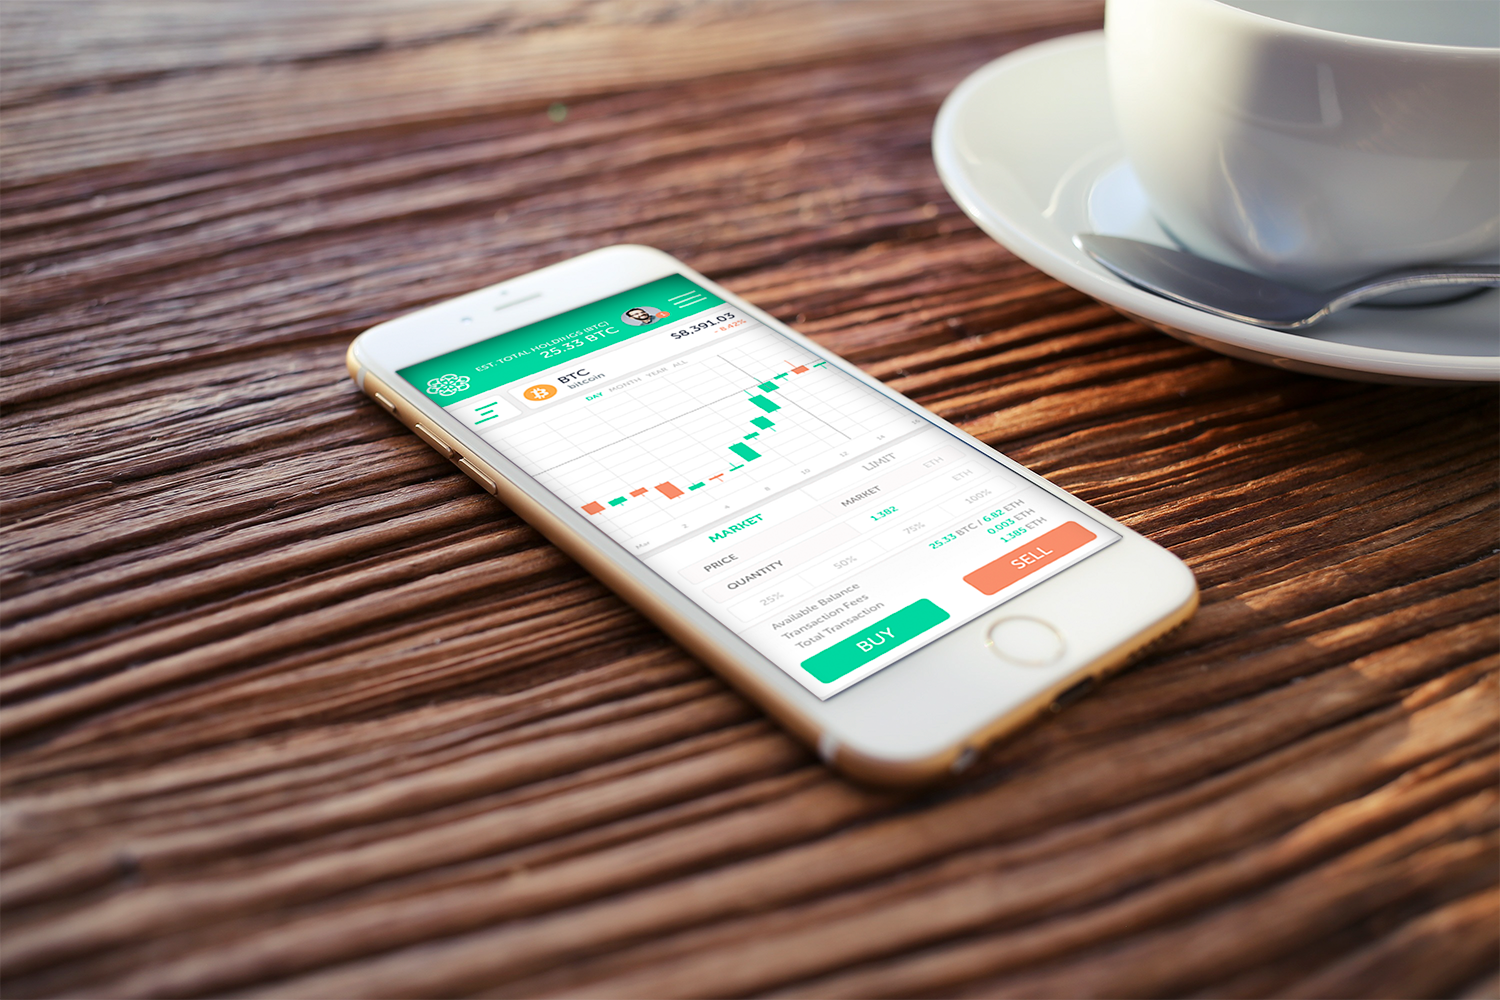 EST. TOTAL HOLDINGS (BTC)
25.33 BTC
BTC
bitcoin
$8,391.03
- 6.42%
DAY MONTH YEAR ALL
Mar 2 4 6 8 10 12 14 16
MARKET LIMIT
PRICE MARKET ETH
QUANTITY 1.382 ETH
25% 50% 75% 100%
Available Balance 25.33 BTC / 6.82 ETH
Transaction Fees 0.003 ETH
Total Transaction 1.385 ETH
BUY SELL